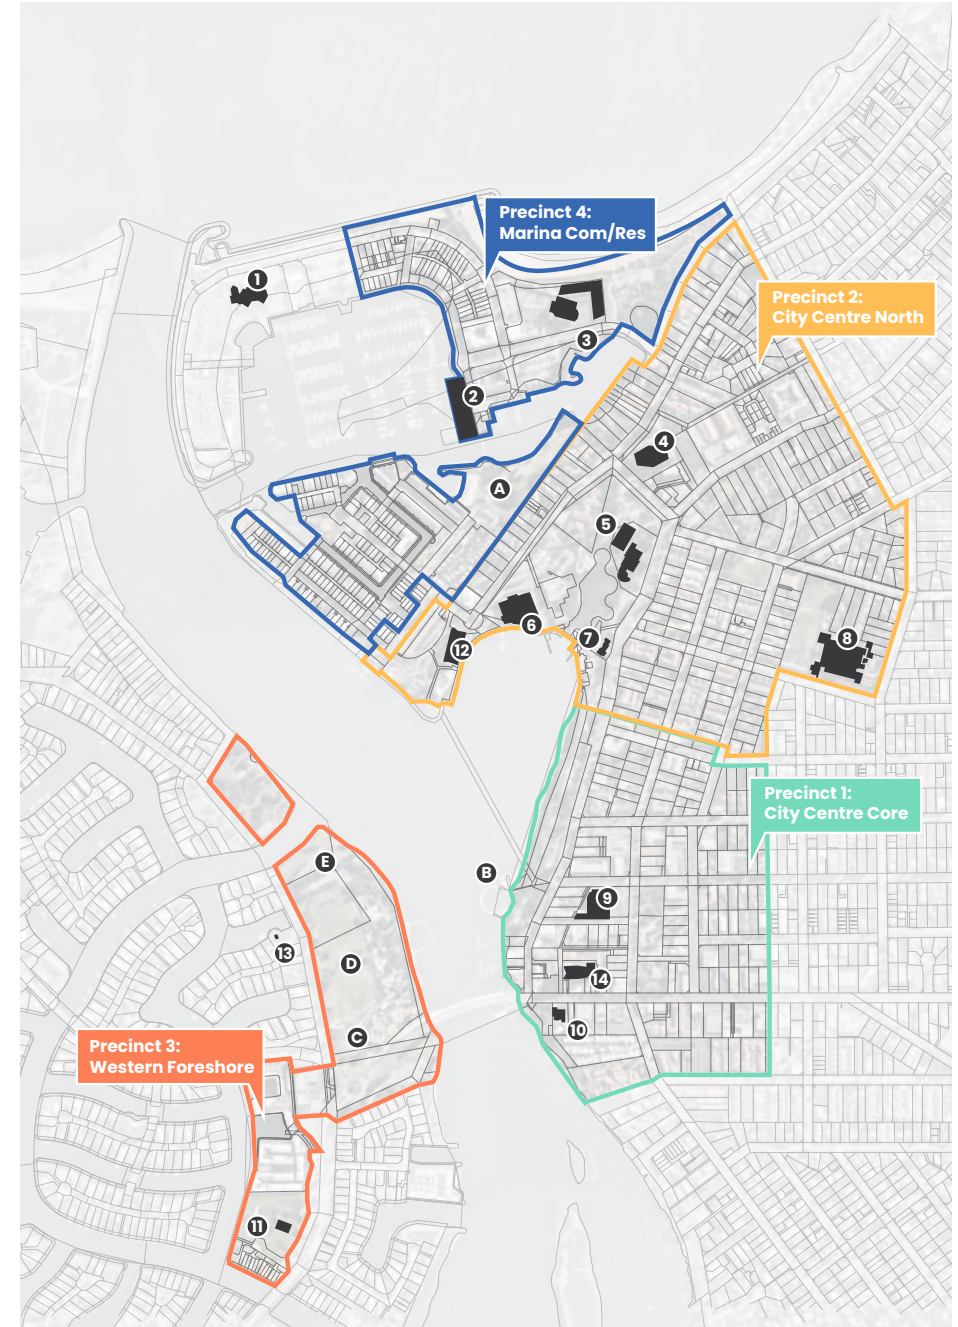 Precinct 4:
Marina Com/Res
1
Precinct 2:
City Centre North
3
2
4
A
5
6
7
8
12
Precinct 1:
City Centre Core
E
B
9
13
D
14
C
10
Precinct 3:
Western Foreshore
11